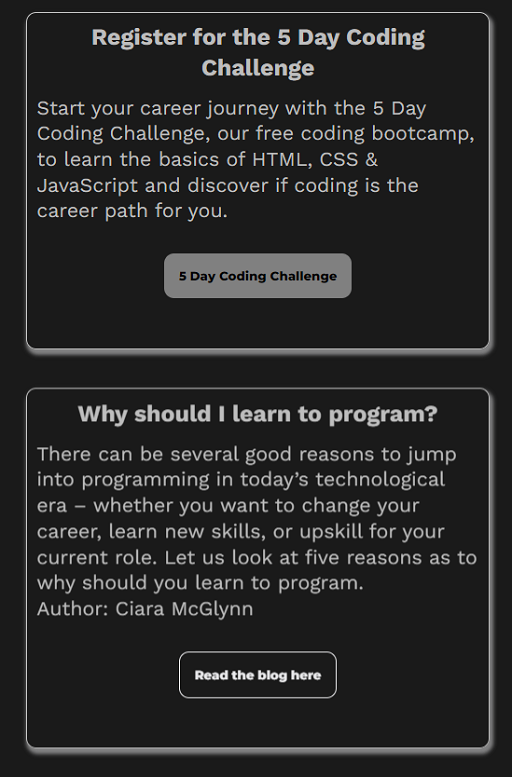 Register for the 5 Day Coding
Challenge
Start your career journey with the 5 Day
Coding Challenge, our free coding bootcamp,
to learn the basics of HTML, CSS &
JavaScript and discover if coding is the
career path for you.
5 Day Coding Challenge
Why should I learn to program?
There can be several good reasons to jump
into programming in today’s technological
era – whether you want to change your
career, learn new skills, or upskill for your
current role. Let us look at five reasons as to
why should you learn to program.
Author: Ciara McGlynn
Read the blog here